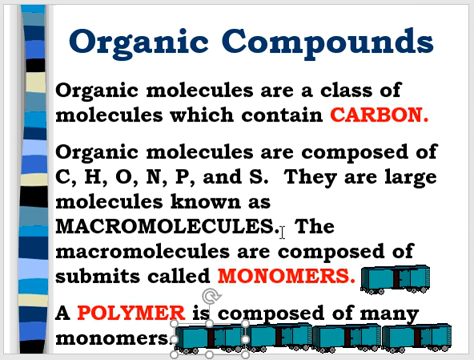 Organic Compounds
Organic molecules are a class of
molecules which contain CARBON.
Organic molecules are composed of
C, H, O, N, P, and S.  They are large
molecules known as
MACROMOLECULES.  The
macromolecules are composed of
submits called MONOMERS.
A POLYMER is composed of many
monomers.